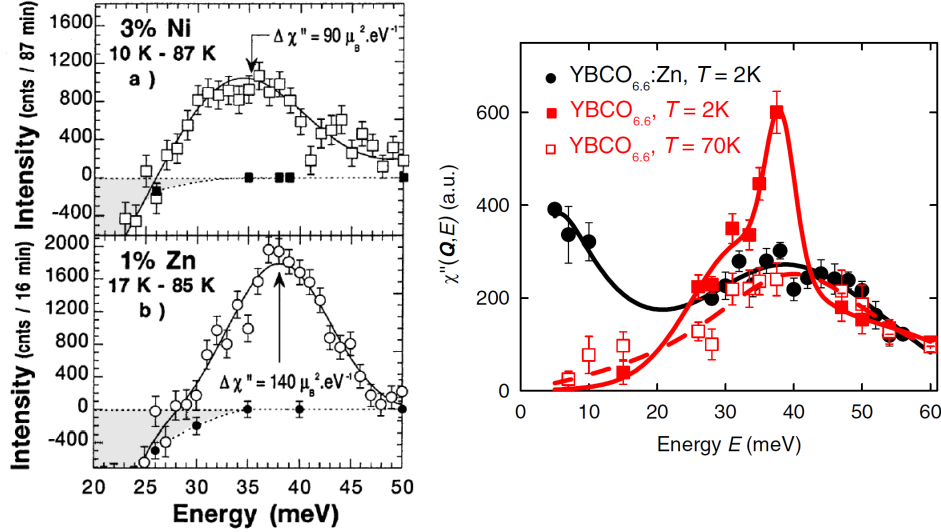 3% Ni
10 K - 87 K
a )
Δ χ'' = 90 μB².eV⁻¹
Intensity (cnts / 87 min)
1600
1200
800
400
0
-400
1% Zn
17 K - 85 K
b )
Δ χ'' = 140 μB².eV⁻¹
Intensity (cnts / 16 min)
2000
1600
1200
800
400
0
-400
20 25 30 35 40 45 50
Energy (meV)
YBCO6.6:Zn, T = 2K
YBCO6.6, T = 2K
YBCO6.6, T = 70K
χ''(Q,E) (a.u.)
600
400
200
0
0 10 20 30 40 50 60
Energy E (meV)